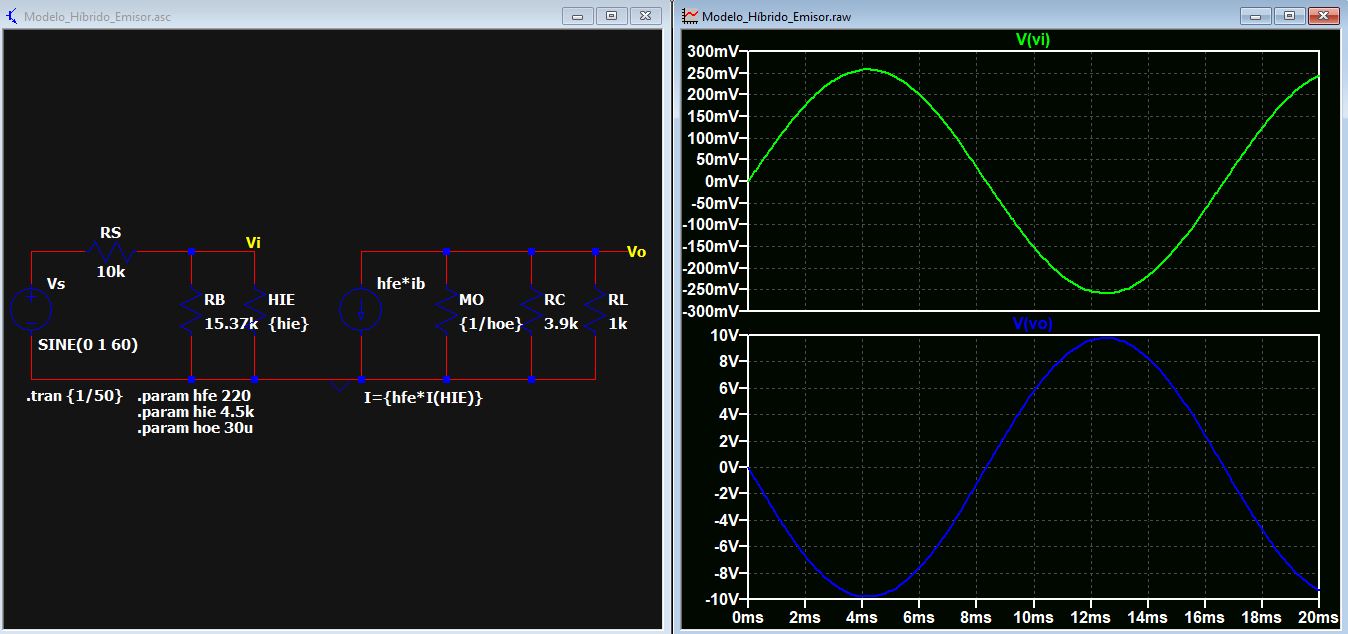 Modelo_Híbrido_Emisor.asc
RS
10k
Vi
Vo
Vs
hfe*ib
RB
HIE
MO
RC
RL
15.37k
{hie}
{1/hoe}
3.9k
1k
SINE(0 1 60)
.tran {1/50}
.param hfe 220
I={hfe*I(HIE)}
.param hie 4.5k
.param hoe 30u
Modelo_Híbrido_Emisor.raw
V(vi)
300mV
250mV
200mV
150mV
100mV
50mV
0mV
-50mV
-100mV
-150mV
-200mV
-250mV
-300mV
V(vo)
10V
8V
6V
4V
2V
0V
-2V
-4V
-6V
-8V
-10V
0ms 2ms 4ms 6ms 8ms 10ms 12ms 14ms 16ms 18ms 20ms